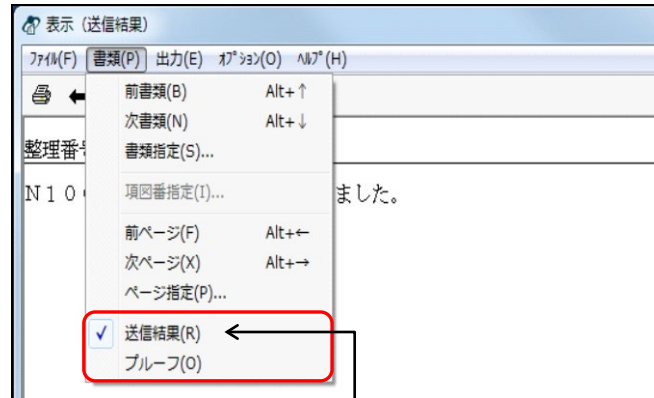 表示（送信結果）
ﾌｧｲﾙ(F) 書類(P) 出力(E) ｵﾌﾟｼｮﾝ(O) ﾍﾙﾌﾟ(H)
前書類(B) Alt+↑
次書類(N) Alt+↓
整理番
書類指定(S)...
Ｎ１０
項図番指定(I)...
ました。
前ページ(F) Alt+←
次ページ(X) Alt+→
ページ指定(P)...
✓ 送信結果(R)
プルーフ(O)